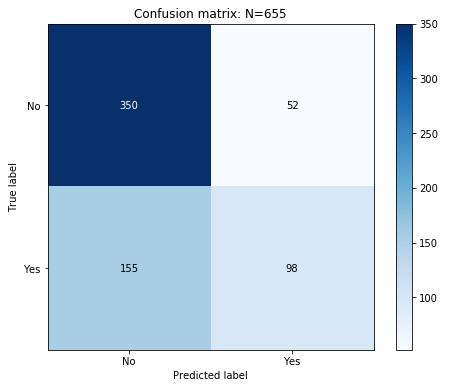 Confusion matrix: N=655
No
350
52
Yes
155
98
No
Yes
True label
Predicted label
350
300
250
200
150
100